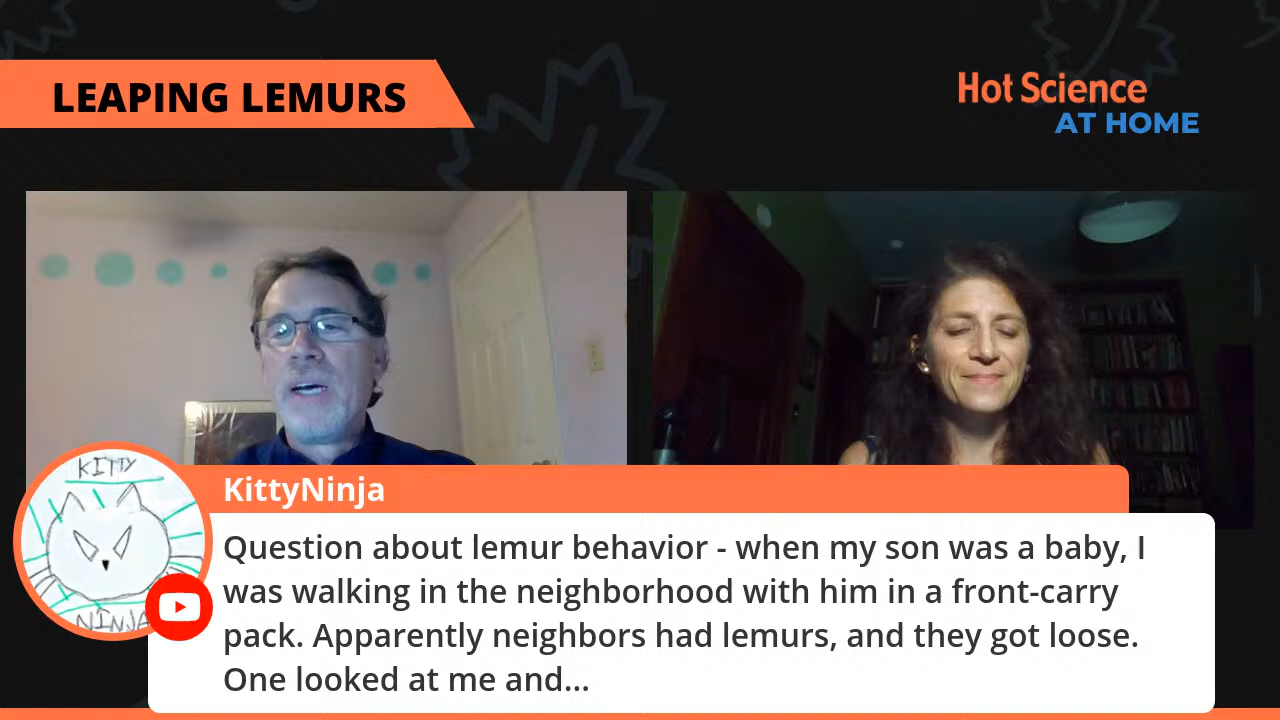 LEAPING LEMURS
Hot Science
AT HOME
KITTY
NINJA
KittyNinja
Question about lemur behavior - when my son was a baby, I
was walking in the neighborhood with him in a front-carry
pack. Apparently neighbors had lemurs, and they got loose.
One looked at me and...